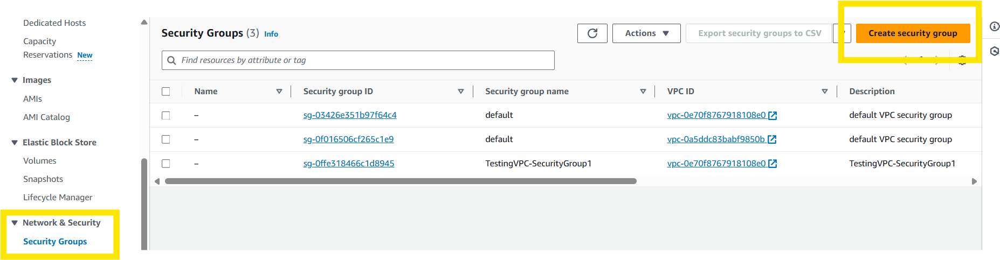 Dedicated Hosts
Capacity
Reservations New
Images
AMIs
AMI Catalog
Elastic Block Store
Volumes
Snapshots
Lifecycle Manager
Network & Security
Security Groups
Security Groups (3) Info
Actions
Export security groups to CSV
Create security group
Find resources by attribute or tag
Name Security group ID Security group name VPC ID Description
– sg-03426e351b97f64c4 default vpc-0e70f8767918108e0 default VPC security group
– sg-0f016506cf265c1e9 default vpc-0a5ddc83babf9850b default VPC security group
– sg-0ffe318466c1d8945 TestingVPC-SecurityGroup1 vpc-0e70f8767918108e0 TestingVPC-SecurityGroup1